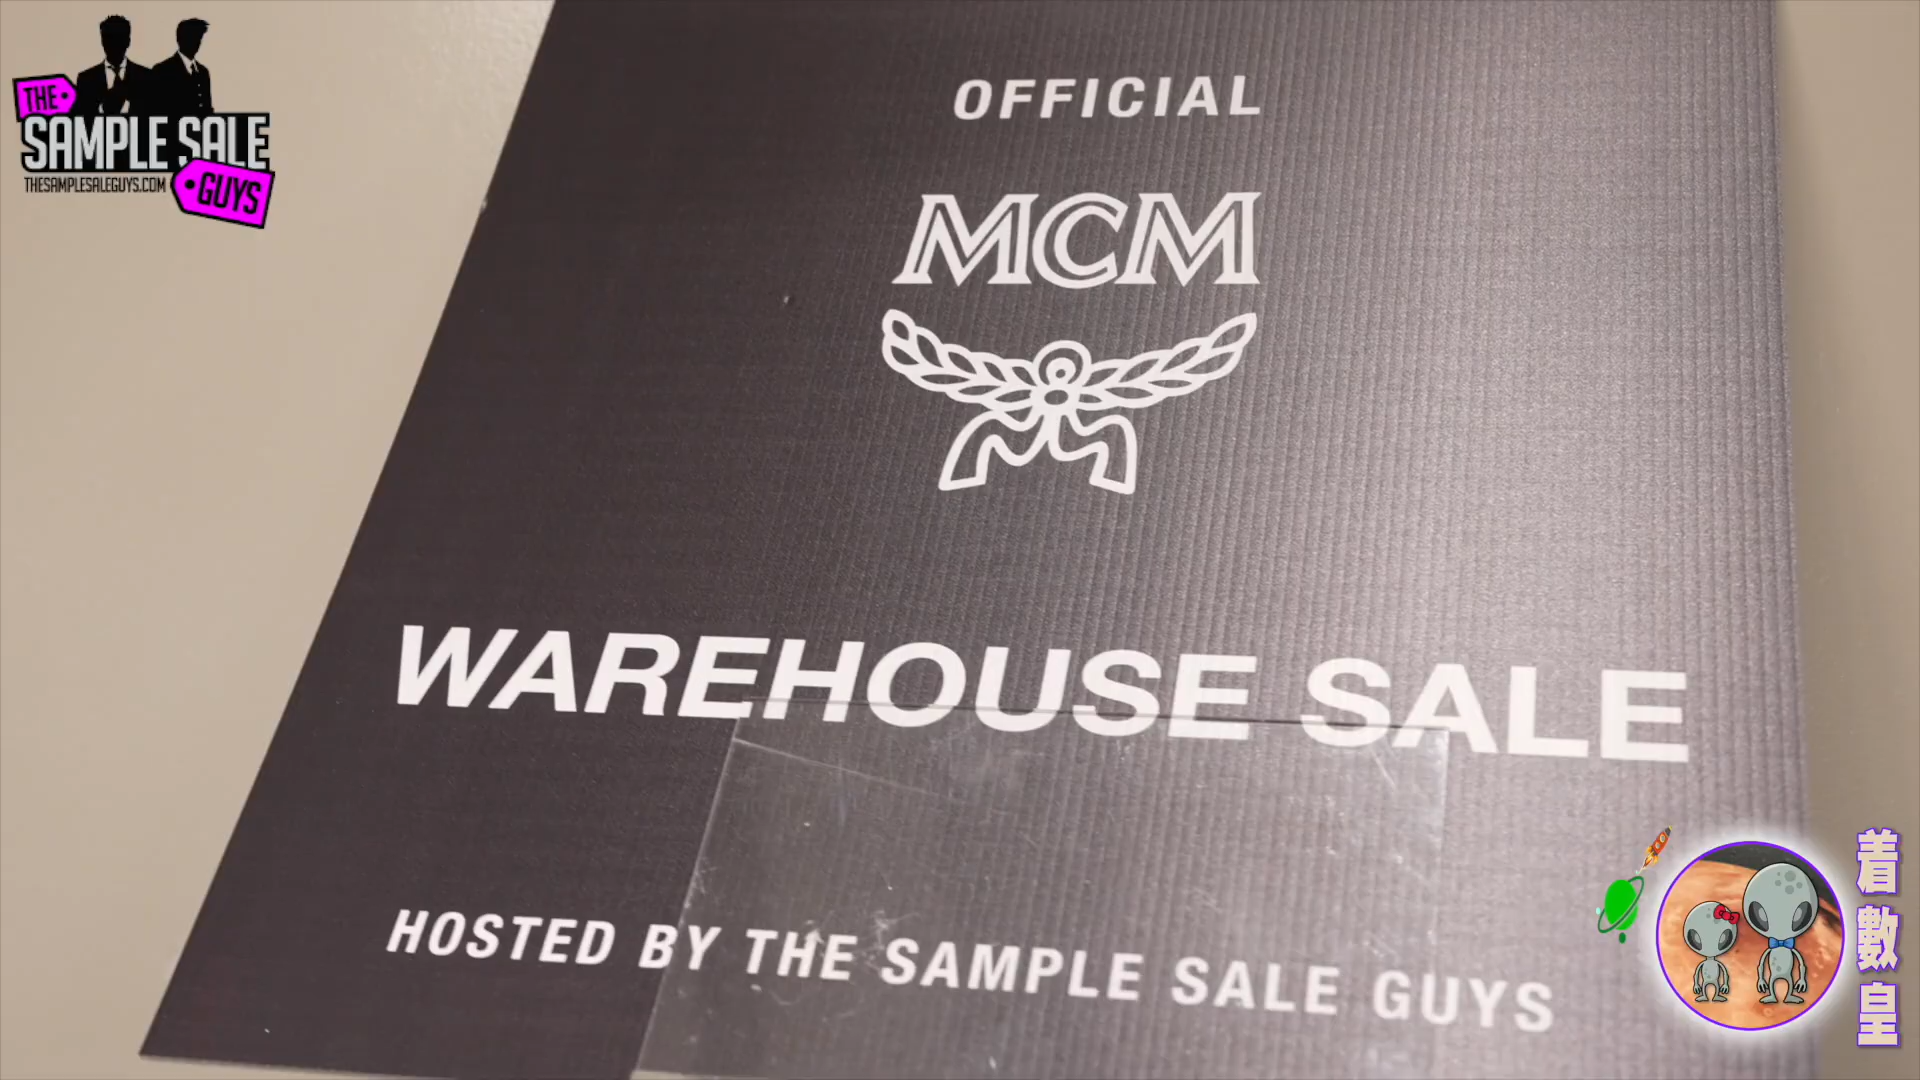 THE
SAMPLE SALE
GUYS
THESAMPLESALEGUYS.COM
OFFICIAL
MCM
WAREHOUSE SALE
HOSTED BY THE SAMPLE SALE GUYS
着數皇